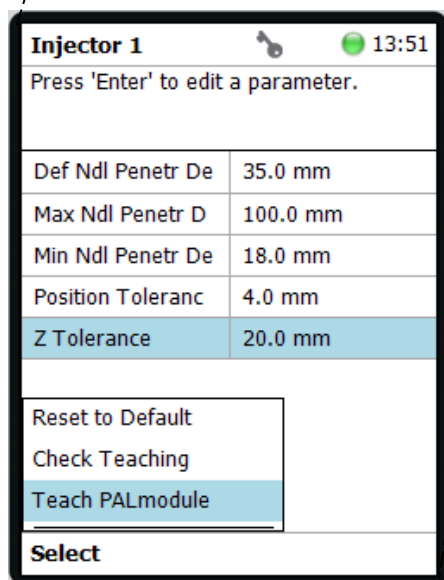 Injector 1 13:51
Press 'Enter' to edit a parameter.
Def Ndl Penetr De 35.0 mm
Max Ndl Penetr D 100.0 mm
Min Ndl Penetr De 18.0 mm
Position Toleranc 4.0 mm
Z Tolerance 20.0 mm
Reset to Default
Check Teaching
Teach PALmodule
Select